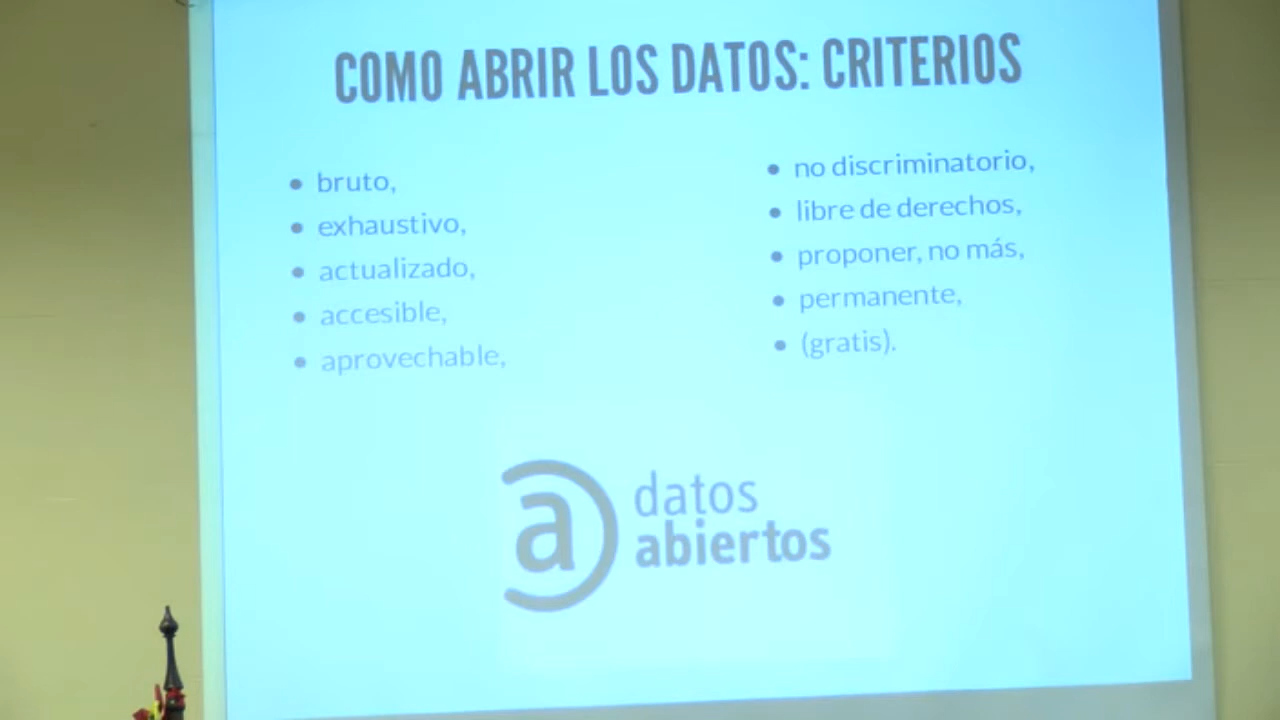 COMO ABRIR LOS DATOS: CRITERIOS
bruto,
exhaustivo,
actualizado,
accesible,
aprovechable,
no discriminatorio,
libre de derechos,
proponer, no más,
permanente,
(gratis).
a
datos
abiertos